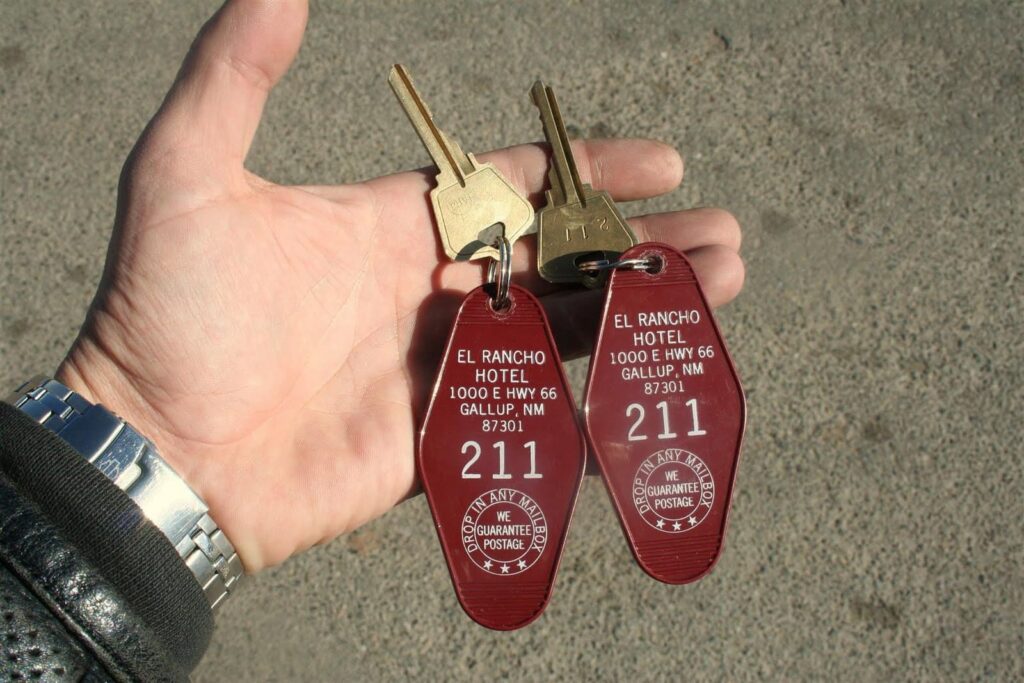 EL RANCHO
HOTEL
1000 E HWY 66
GALLUP, NM
87301
211
DROP IN ANY MAILBOX
WE
GUARANTEE
POSTAGE
EL RANCHO
HOTEL
1000 E HWY 66
GALLUP, NM
87301
211
DROP IN ANY MAILBOX
WE
GUARANTEE
POSTAGE